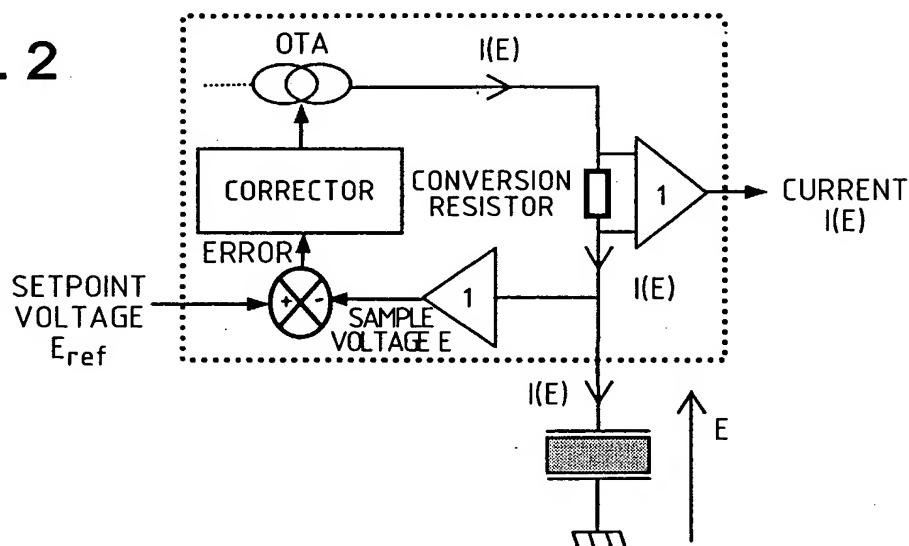 . 2
OTA
I(E)
CORRECTOR
CONVERSION
RESISTOR
1
CURRENT
I(E)
ERROR
SETPOINT
VOLTAGE
Eref
+ -
1
SAMPLE
VOLTAGE E
I(E)
I(E)
E